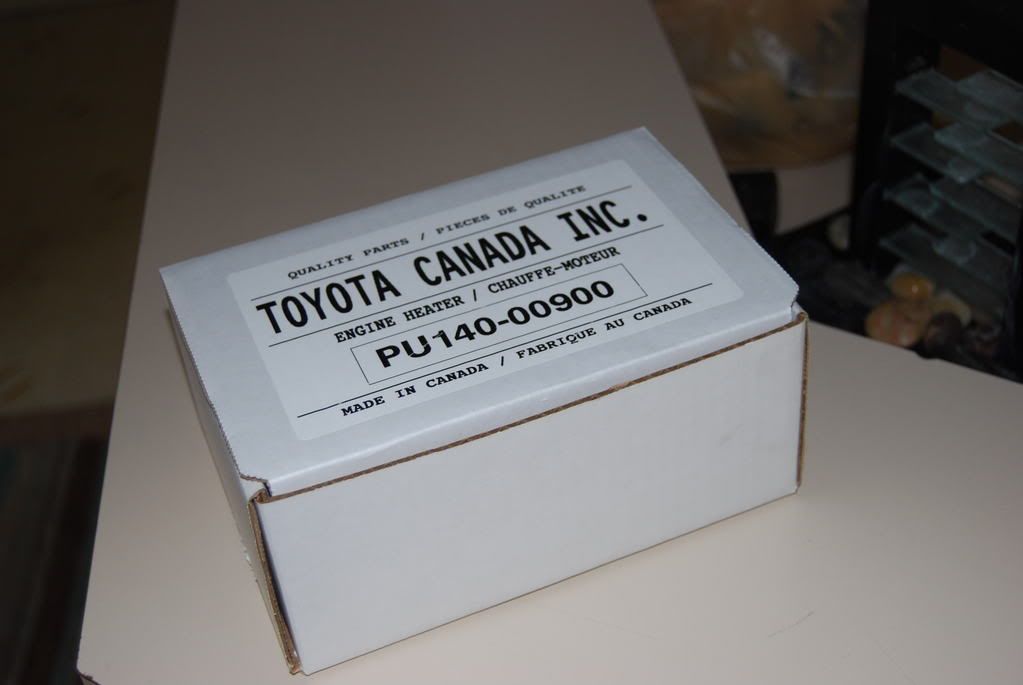 QUALITY PARTS / PIECES DE QUALITE
TOYOTA CANADA INC.
ENGINE HEATER / CHAUFFE-MOTEUR
PU140-00900
MADE IN CANADA / FABRIQUE AU CANADA